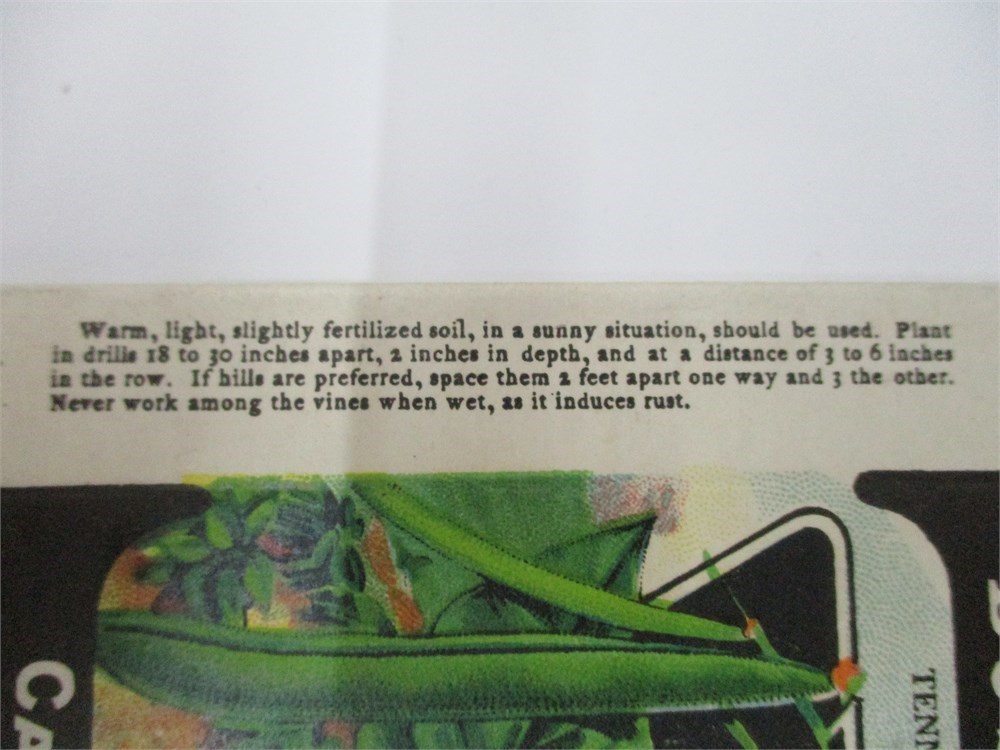 Warm, light, slightly fertilized soil, in a sunny situation, should be used. Plant
in drills 18 to 30 inches apart, 2 inches in depth, and at a distance of 3 to 6 inches
in the row. If hills are preferred, space them 2 feet apart one way and 3 the other.
Never work among the vines when wet, as it induces rust.
CA
TENN